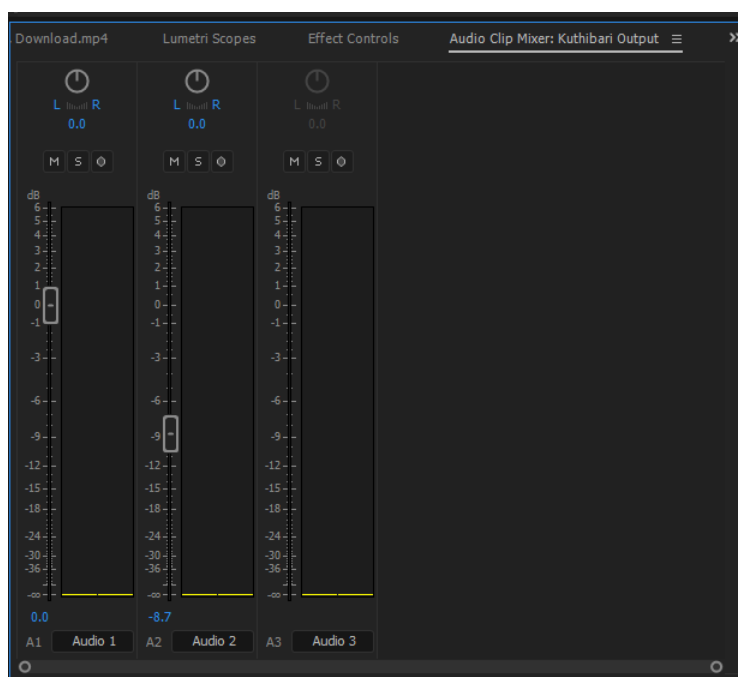 Download.mp4 Lumetri Scopes Effect Controls Audio Clip Mixer: Kuthibari Output ≡ »
L R L R L R
0.0 0.0 0.0
M S M S M S
dB dB dB
6 6 6
5 5 5
4 4 4
3 3 3
2 2 2
1 1 1
0 0 0
-1 -1 -1
-3 -3 -3
-6 -6 -6
-9 -9 -9
-12 -12 -12
-15 -15 -15
-18 -18 -18
-24 -24 -24
-30 -30 -30
-36 -36 -36
-∞ -∞ -∞
0.0 -8.7
A1 Audio 1 A2 Audio 2 A3 Audio 3